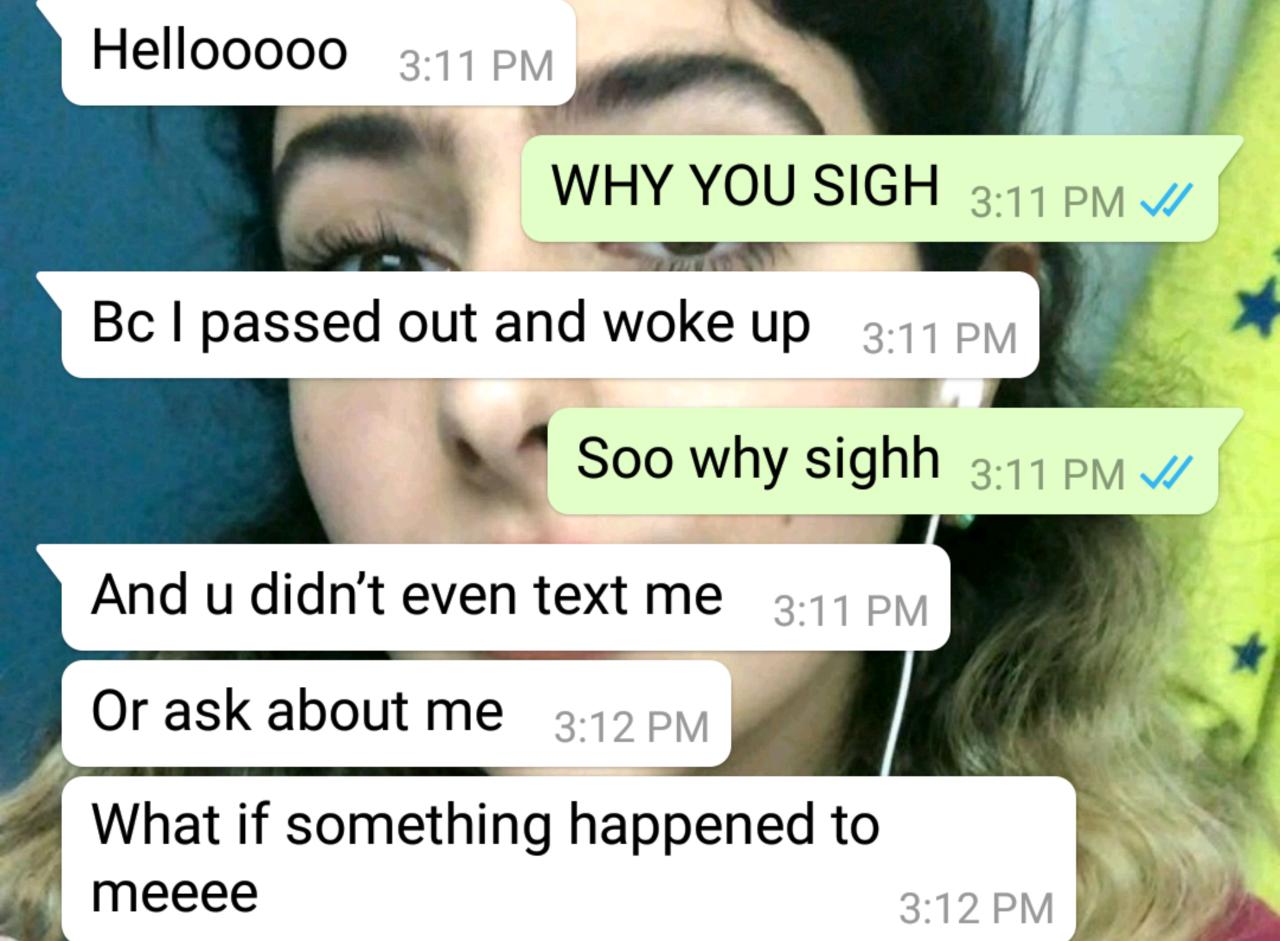 Hellooooo 3:11 PM
WHY YOU SIGH 3:11 PM
Bc I passed out and woke up 3:11 PM
Soo why sighh 3:11 PM
And u didn't even text me 3:11 PM
Or ask about me 3:12 PM
What if something happened to
meeee 3:12 PM